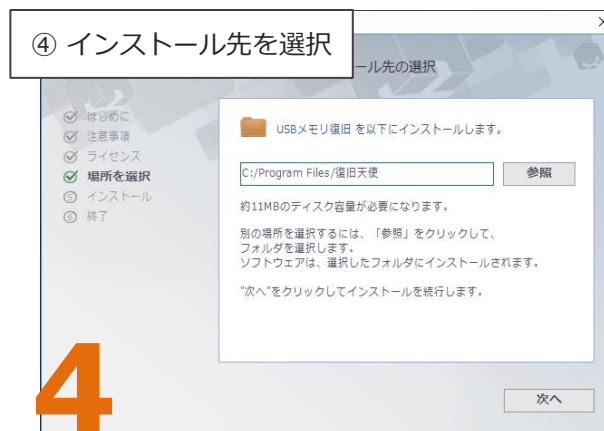 ④ インストール先を選択
ール先の選択
はじめに
注意事項
ライセンス
場所を選択
⑤ インストール
⑥ 終了
USBメモリ復旧 を以下にインストールします。
C:/Program Files/復旧天使
参照
約11MBのディスク容量が必要になります。
別の場所を選択するには、「参照」をクリックして、
フォルダを選択します。
ソフトウェアは、選択したフォルダにインストールされます。
"次へ"をクリックしてインストールを続行します。
4
次へ